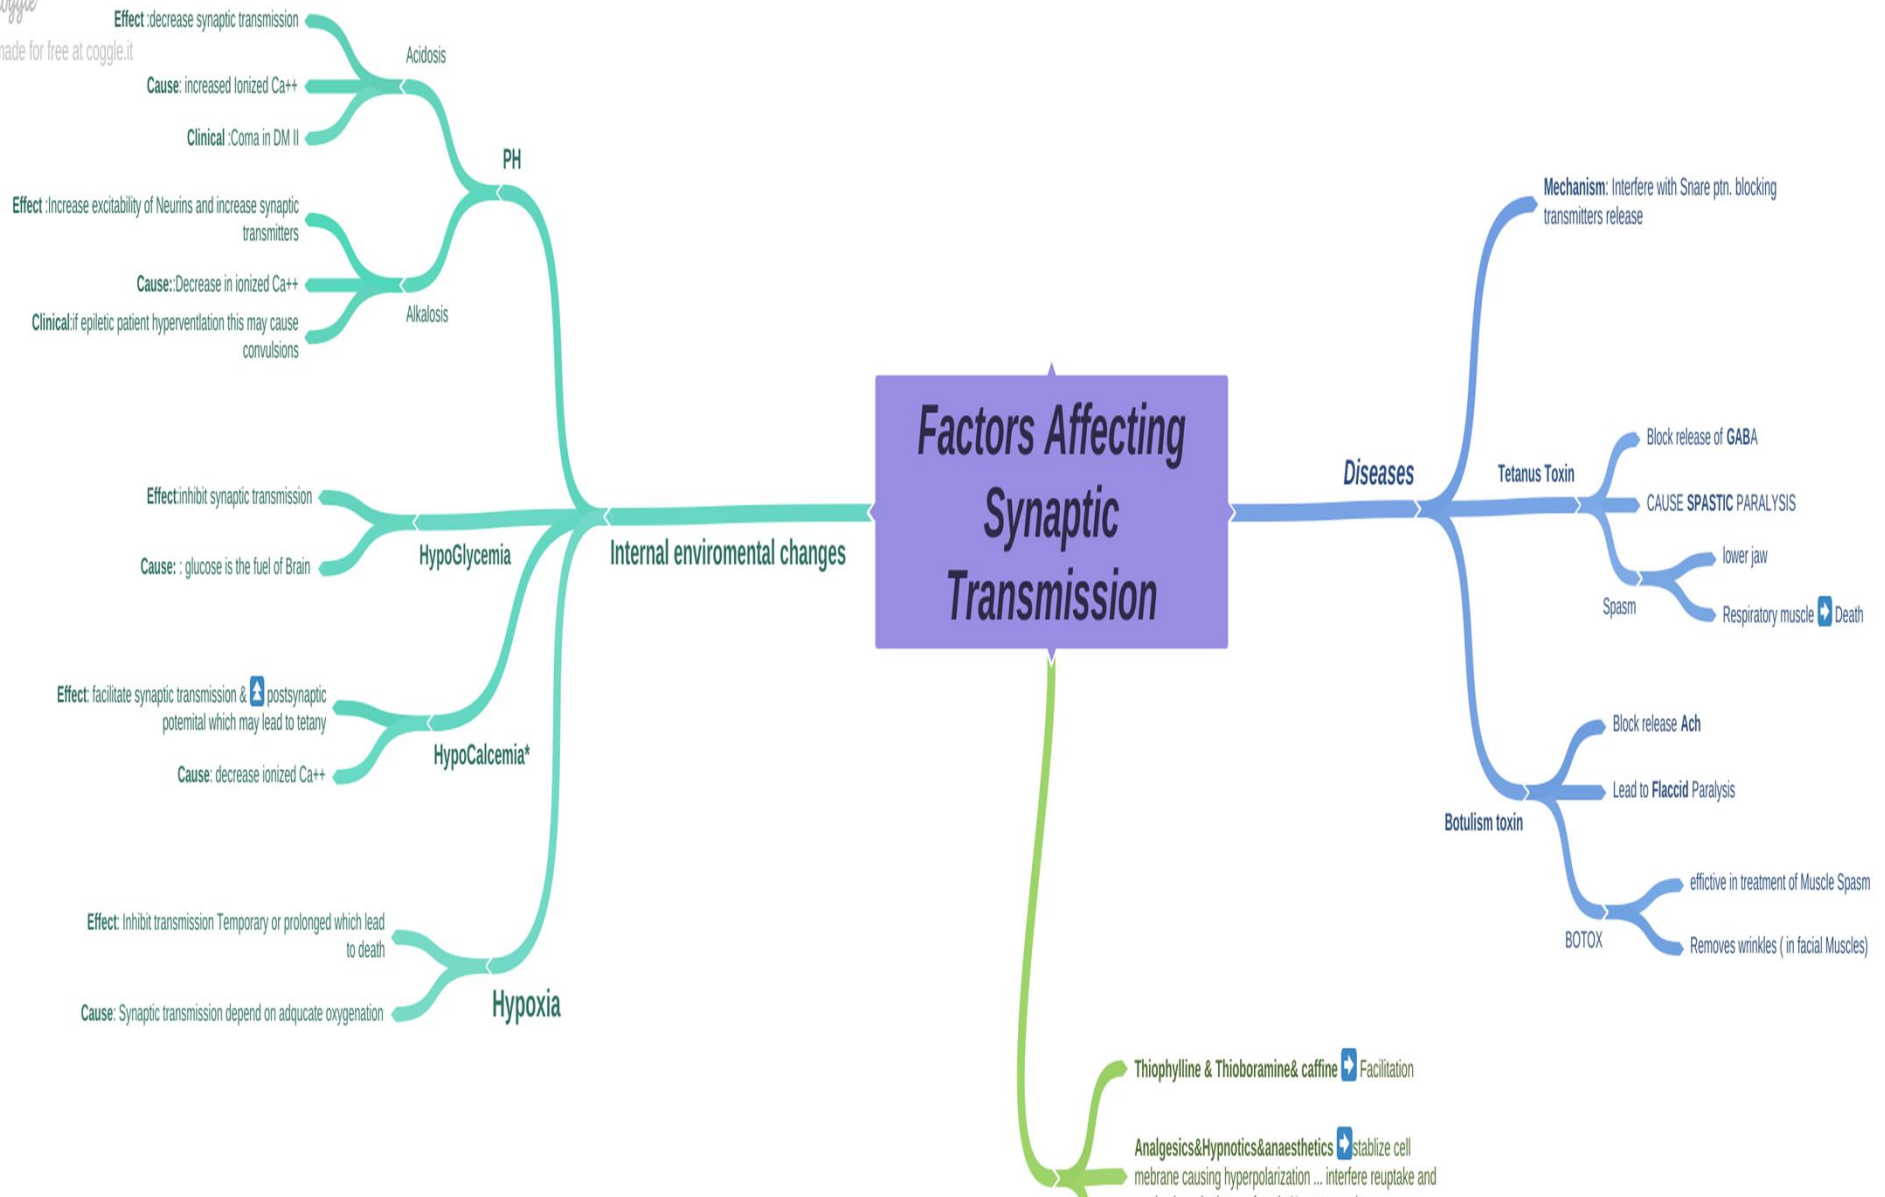 coggle
made for free at coggle.it
Effect :decrease synaptic transmission
Cause: increased Ionized Ca++
Clinical :Coma in DM II
Acidosis
PH
Effect :Increase excitability of Neurins and increase synaptic
transmitters
Cause::Decrease in ionized Ca++
Clinical:if epiletic patient hyperventlation this may cause
convulsions
Alkalosis
Effect:inhibit synaptic transmission
Cause: : glucose is the fuel of Brain
HypoGlycemia
Internal enviromental changes
Effect: facilitate synaptic transmission & ⏫ postsynaptic
potemital which may lead to tetany
Cause: decrease ionized Ca++
HypoCalcemia*
Effect: Inhibit transmission Temporary or prolonged which lead
to death
Cause: Synaptic transmission depend on adqucate oxygenation
Hypoxia
Factors Affecting
Synaptic
Transmission
Diseases
Mechanism: Interfere with Snare ptn. blocking
transmitters release
Tetanus Toxin
Block release of GABA
CAUSE SPASTIC PARALYSIS
Spasm
lower jaw
Respiratory muscle ➡ Death
Botulism toxin
Block release Ach
Lead to Flaccid Paralysis
BOTOX
effictive in treatment of Muscle Spasm
Removes wrinkles ( in facial Muscles)
Thiophylline & Thioboramine& caffine ➡ Facilitation
Analgesics&Hypnotics&anaesthetics ➡stablize cell
mebrane causing hyperpolarization ... interfere reuptake and